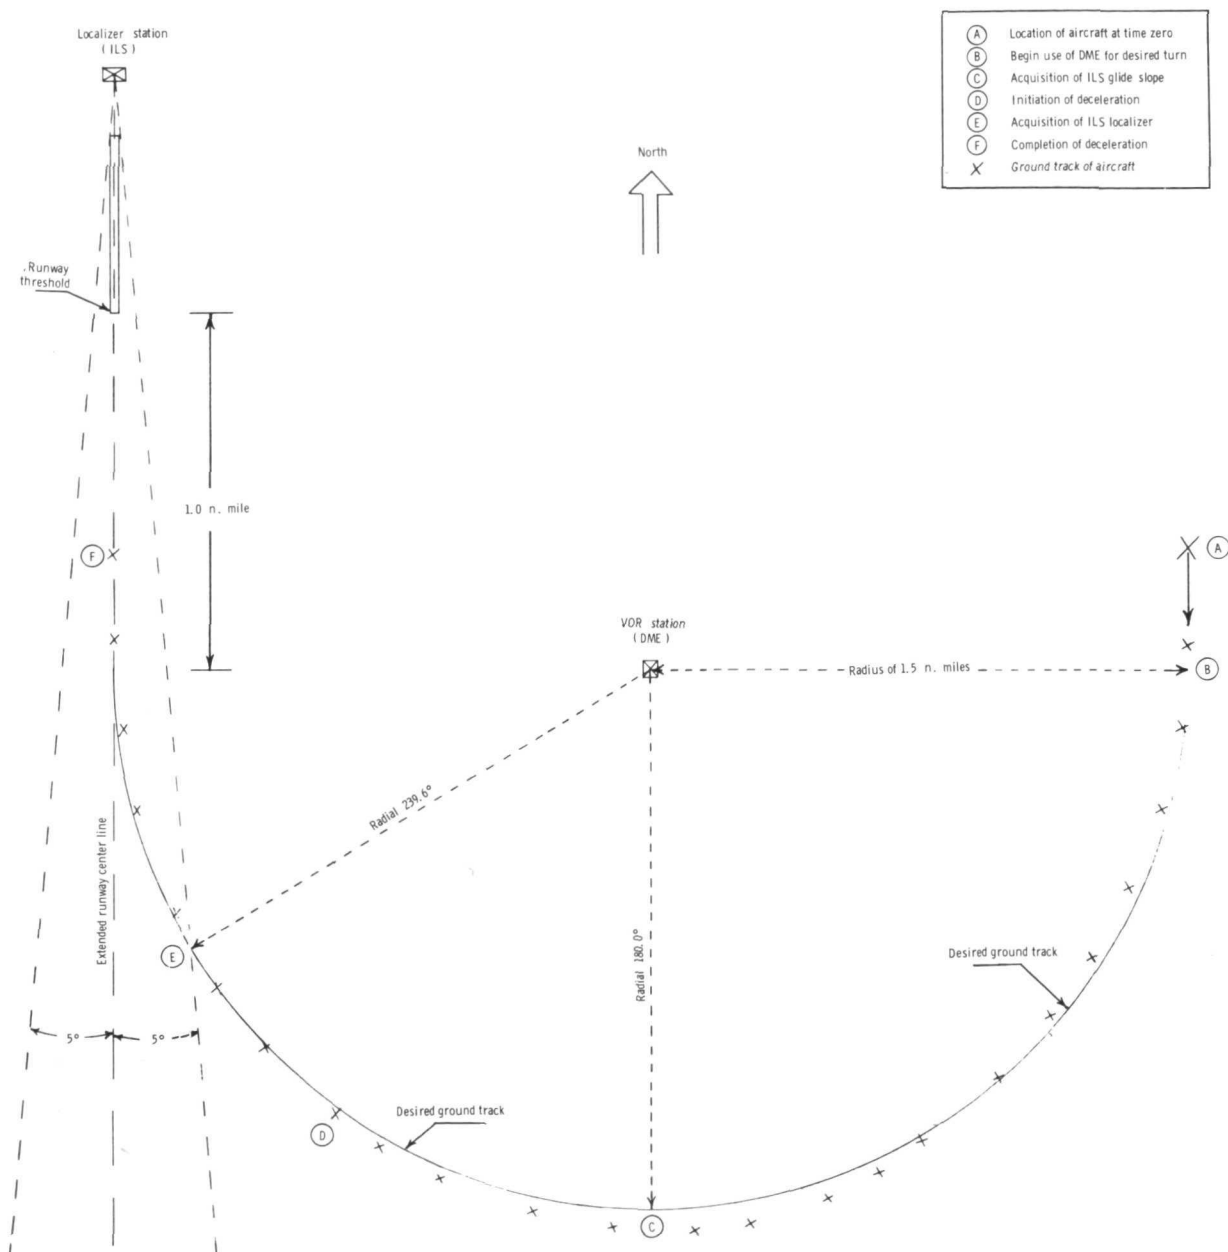 Localizer station
(ILS)
A Location of aircraft at time zero
B Begin use of DME for desired turn
C Acquisition of ILS glide slope
D Initiation of deceleration
E Acquisition of ILS localizer
F Completion of deceleration
X Ground track of aircraft
North
Runway
threshold
1.0 n. mile
F
A
VOR station
(DME)
Radius of 1.5 n. miles
B
Radial 239.6°
Extended runway center line
Radial 180.0°
E
Desired ground track
5°
5°
Desired ground track
D
C